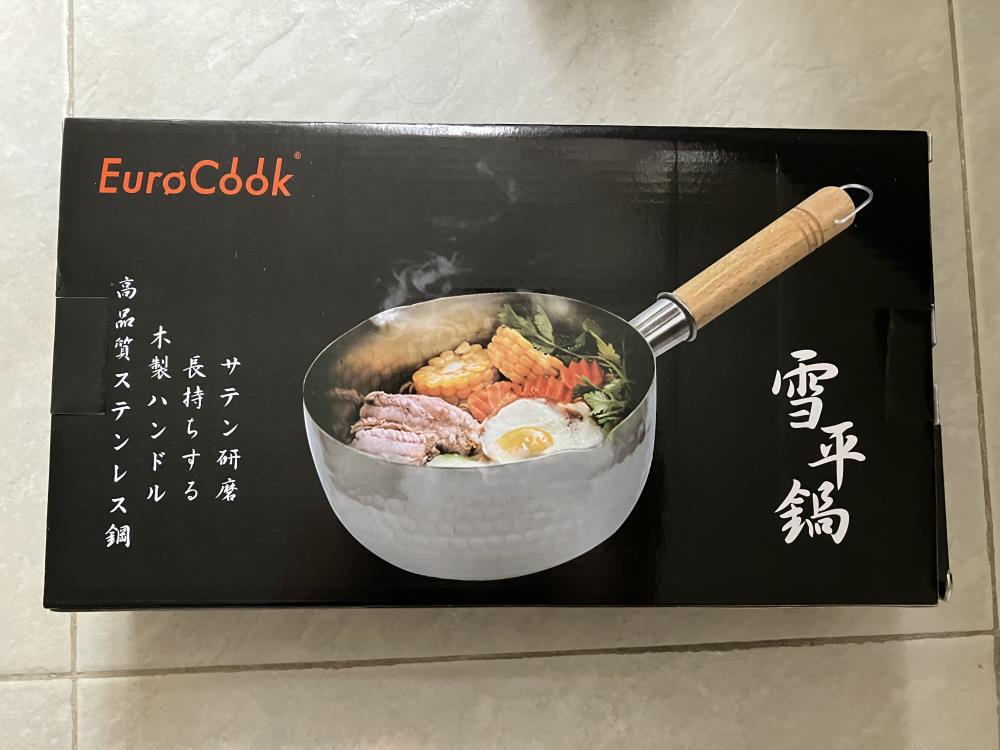 EuroCook®
サテン研磨
長持ちする
木製ハンドル
高品質ステンレス鋼
雪平鍋